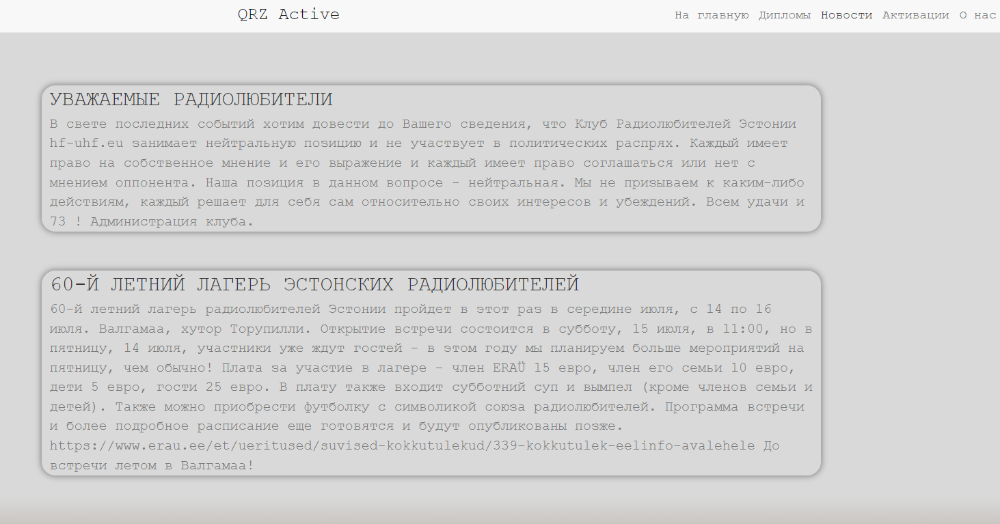 QRZ Active
На главную Дипломы Новости Активации О нас
УВАЖАЕМЫЕ РАДИОЛЮБИТЕЛИ
В свете последних событий хотим довести до Вашего сведения, что Клуб Радиолюбителей Эстонии
hf-uhf.eu занимает нейтральную позицию и не участвует в политических распрях. Каждый имеет
право на собственное мнение и его выражение и каждый имеет право соглашаться или нет с
мнением оппонента. Наша позиция в данном вопросе - нейтральная. Мы не призываем к каким-либо
действиям, каждый решает для себя сам относительно своих интересов и убеждений. Всем удачи и
73 ! Администрация клуба.
60-Й ЛЕТНИЙ ЛАГЕРЬ ЭСТОНСКИХ РАДИОЛЮБИТЕЛЕЙ
60-й летний лагерь радиолюбителей Эстонии пройдет в этот раз в середине июля, с 14 по 16
июля. Валгамаа, хутор Торупилли. Открытие встречи состоится в субботу, 15 июля, в 11:00, но в
пятницу, 14 июля, участники уже ждут гостей - в этом году мы планируем больше мероприятий на
пятницу, чем обычно! Плата за участие в лагере - член ERAÜ 15 евро, член его семьи 10 евро,
дети 5 евро, гости 25 евро. В плату также входит субботний суп и вымпел (кроме членов семьи и
детей). Также можно приобрести футболку с символикой союза радиолюбителей. Программа встречи
и более подробное расписание еще готовятся и будут опубликованы позже.
https://www.erau.ee/et/ueritused/suvised-kokkutulekud/339-kokkutulek-eelinfo-avalehele До
встречи летом в Валгамаа!